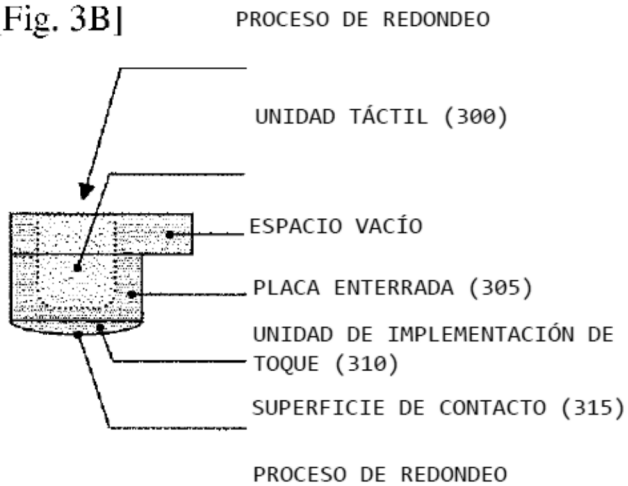 [Fig. 3B]
PROCESO DE REDONDEO
UNIDAD TÁCTIL (300)
ESPACIO VACÍO
PLACA ENTERRADA (305)
UNIDAD DE IMPLEMENTACIÓN DE
TOQUE (310)
SUPERFICIE DE CONTACTO (315)
PROCESO DE REDONDEO